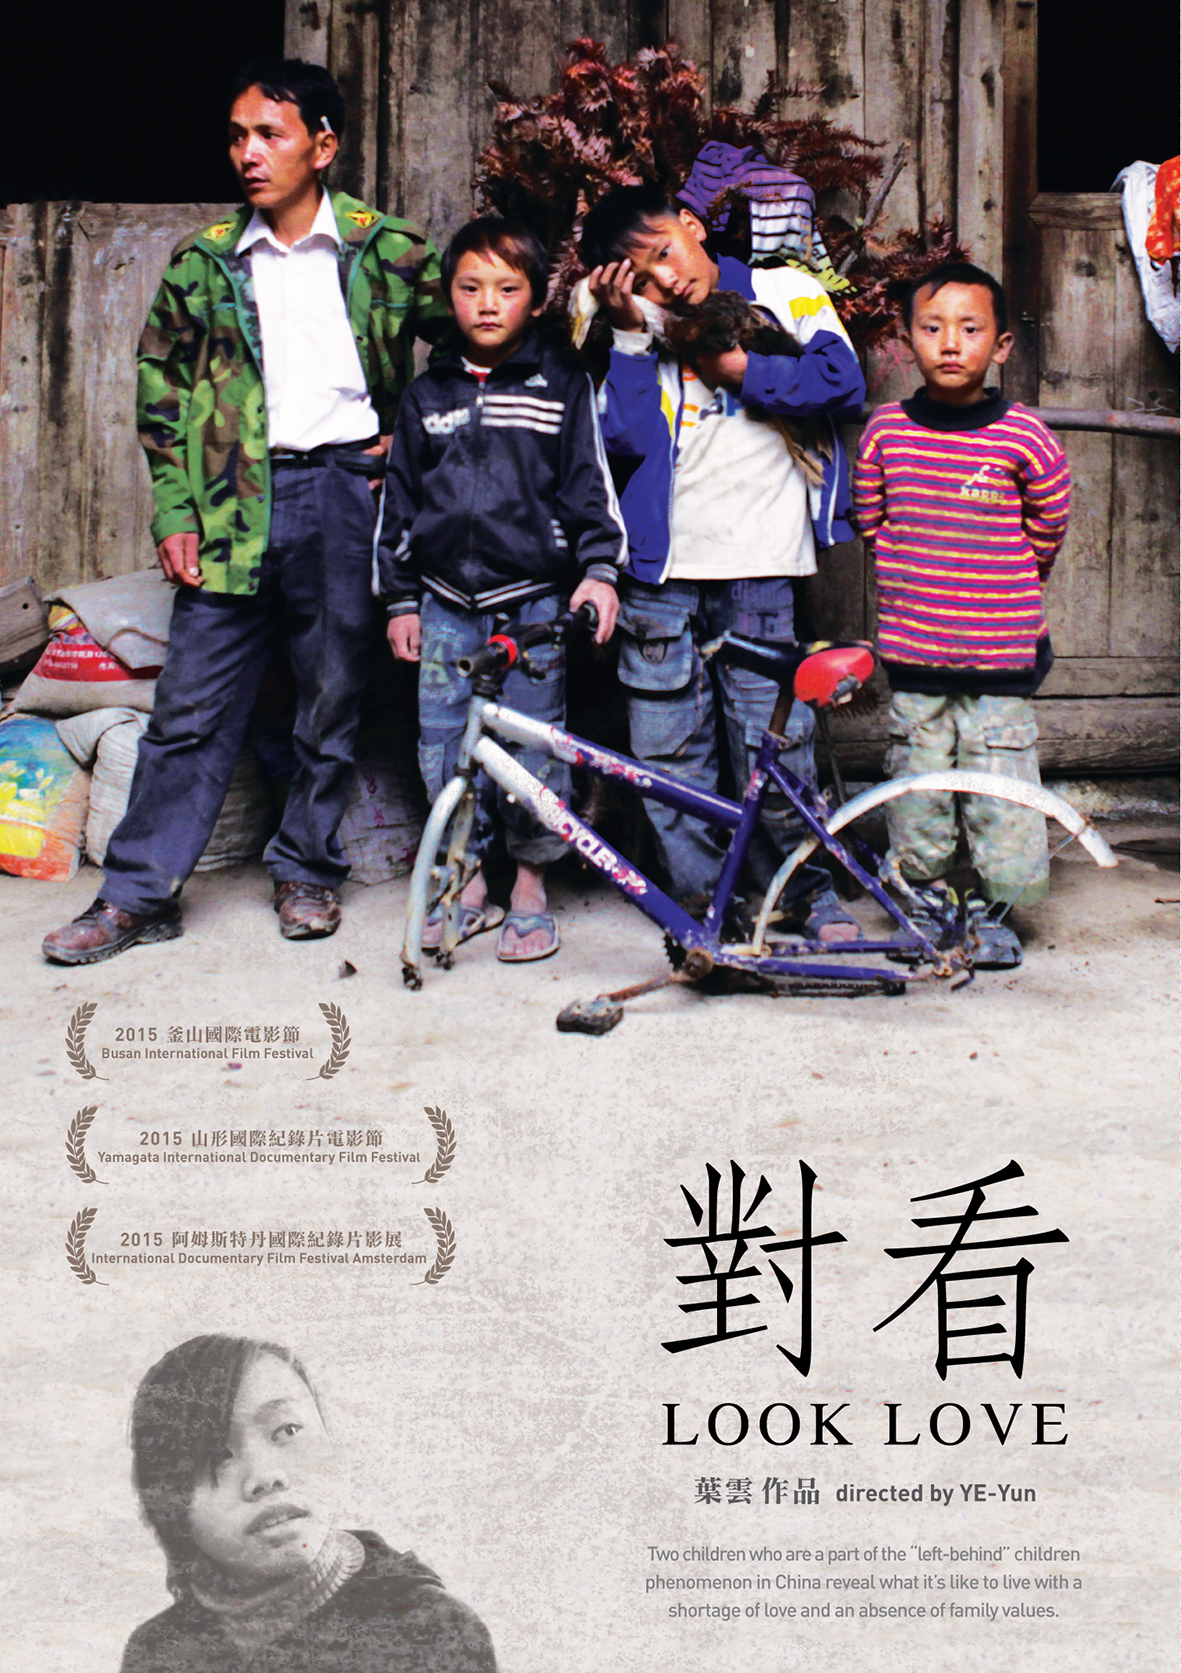 adidas
Kappa
BICYCLE
2015 釜山國際電影節
Busan International Film Festival
2015 山形國際紀錄片電影節
Yamagata International Documentary Film Festival
2015 阿姆斯特丹國際紀錄片影展
International Documentary Film Festival Amsterdam
對看
LOOK LOVE
葉雲 作品 directed by YE-Yun
Two children who are a part of the “left-behind” children
phenomenon in China reveal what it’s like to live with a
shortage of love and an absence of family values.